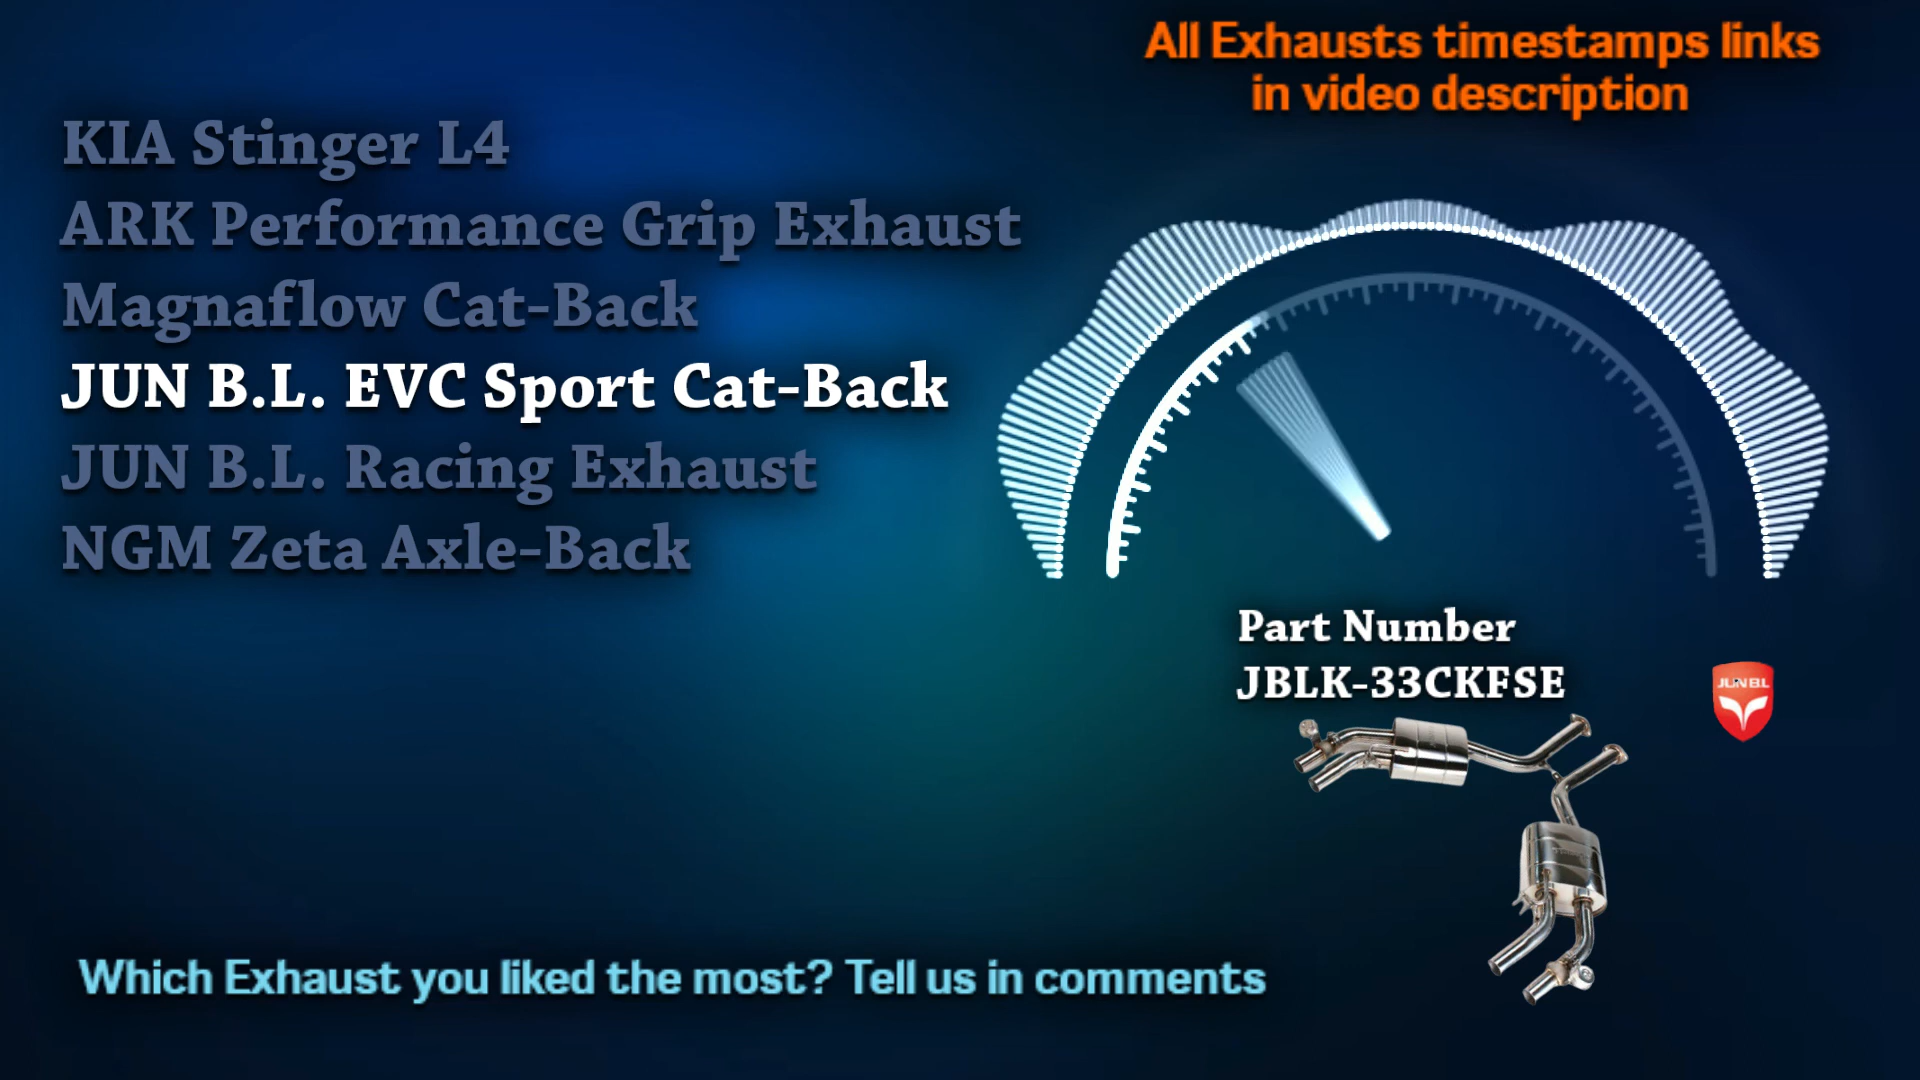 All Exhausts timestamps links
in video description
KIA Stinger L4
ARK Performance Grip Exhaust
Magnaflow Cat-Back
JUN B.L. EVC Sport Cat-Back
JUN B.L. Racing Exhaust
NGM Zeta Axle-Back
Part Number
JBLK-33CKFSE
JUN B.L
Which Exhaust you liked the most? Tell us in comments